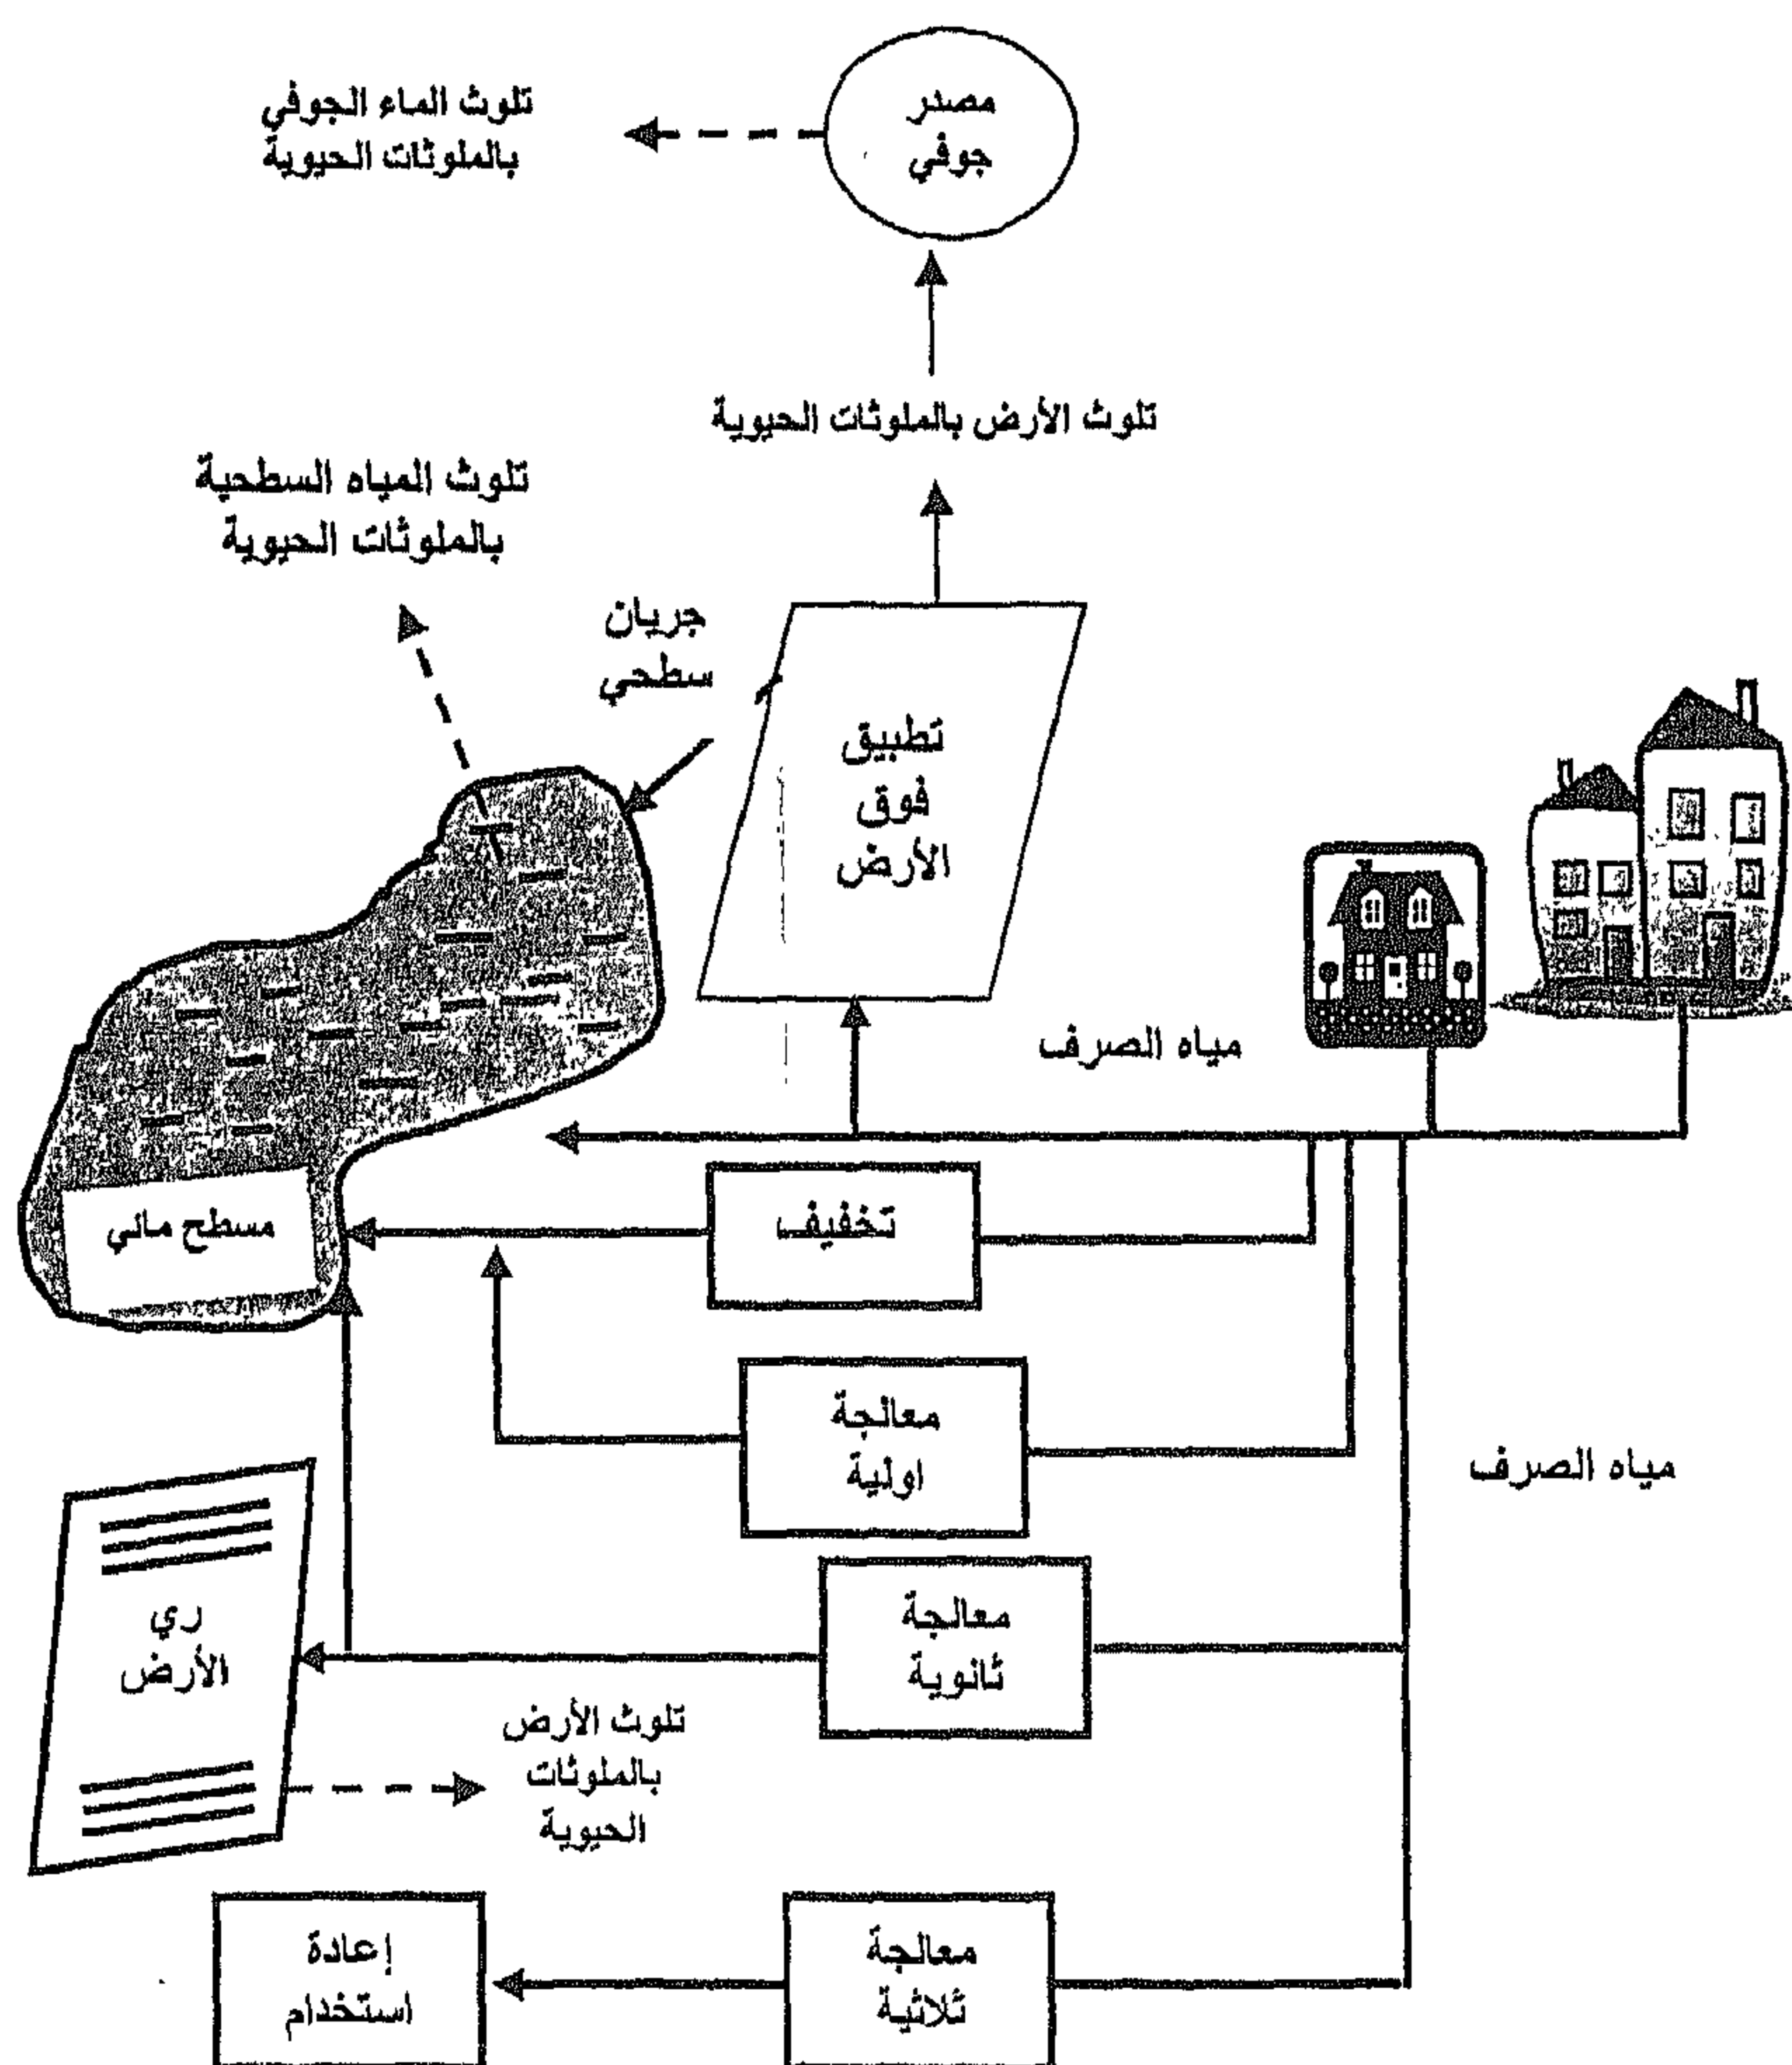 مصدر
جوفي
تلوث الماء الجوفي
بالملوثات الحيوية
تلوث الأرض بالملوثات الحيوية
تلوث المياه السطحية
بالملوثات الحيوية
جريان
سطحي
تطبيق
فوق
الأرض
مياه الصرف
تخفيف
مسطح مائي
معالجة
اولية
مياه الصرف
معالجة
ثانوية
ري
الأرض
تلوث الأرض
بالملوثات
الحيوية
معالجة
ثلاثية
إعادة
استخدام